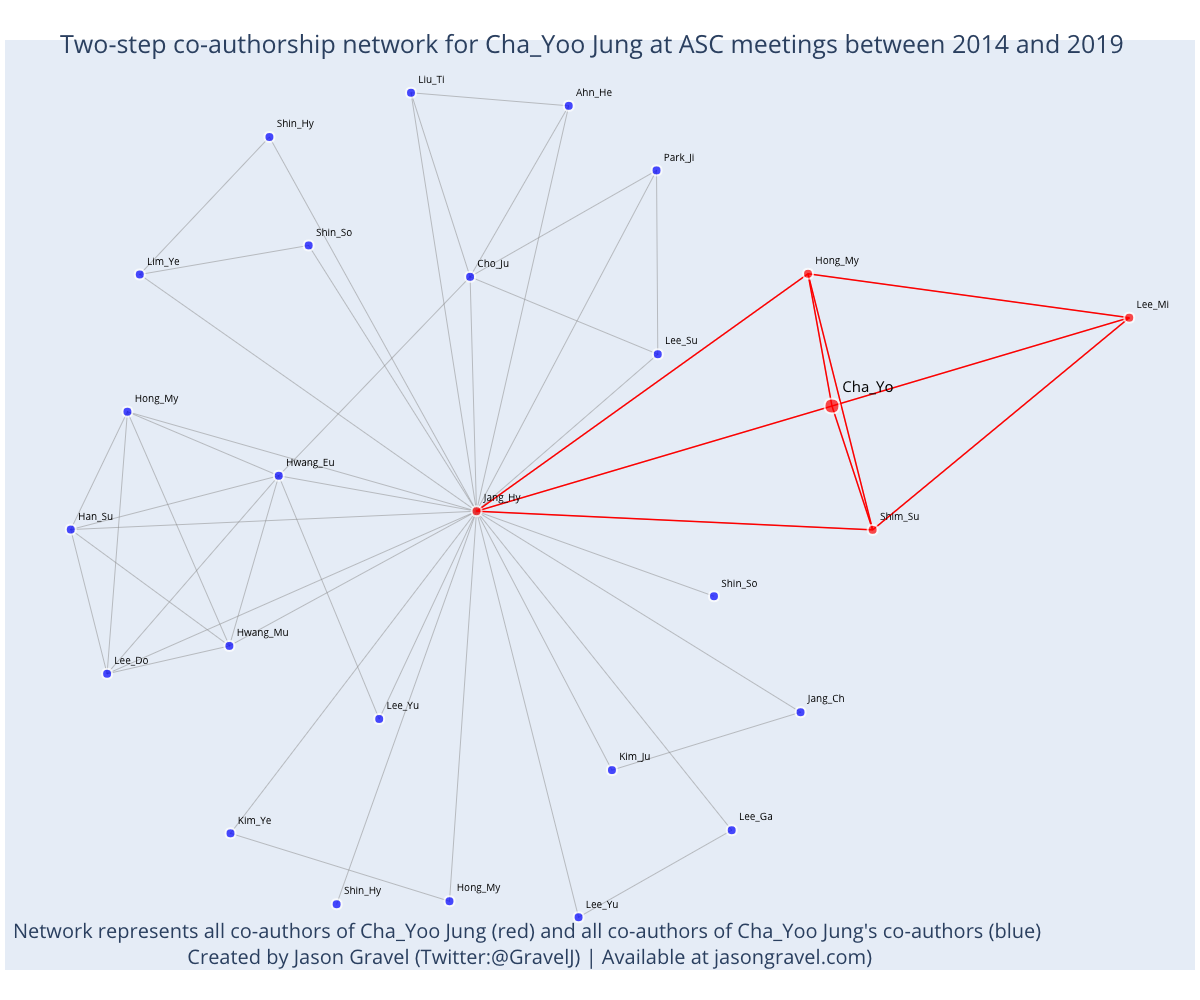 Two-step co-authorship network for Cha_Yoo Jung at ASC meetings between 2014 and 2019
Liu_Ti
Ahn_He
Shin_Hy
Park_Ji
Shin_So
Lim_Ye
Cho_Ju
Hong_My
Lee_Mi
Lee_Su
Cha_Yo
Hong_My
Hwang_Eu
Jang_Hy
Han_Su
Shim_Su
Shin_So
Hwang_Mu
Lee_Do
Jang_Ch
Lee_Yu
Kim_Ju
Kim_Ye
Lee_Ga
Shin_Hy
Hong_My
Lee_Yu
Network represents all co-authors of Cha_Yoo Jung (red) and all co-authors of Cha_Yoo Jung's co-authors (blue)
Created by Jason Gravel (Twitter:@GravelJ) | Available at jasongravel.com)